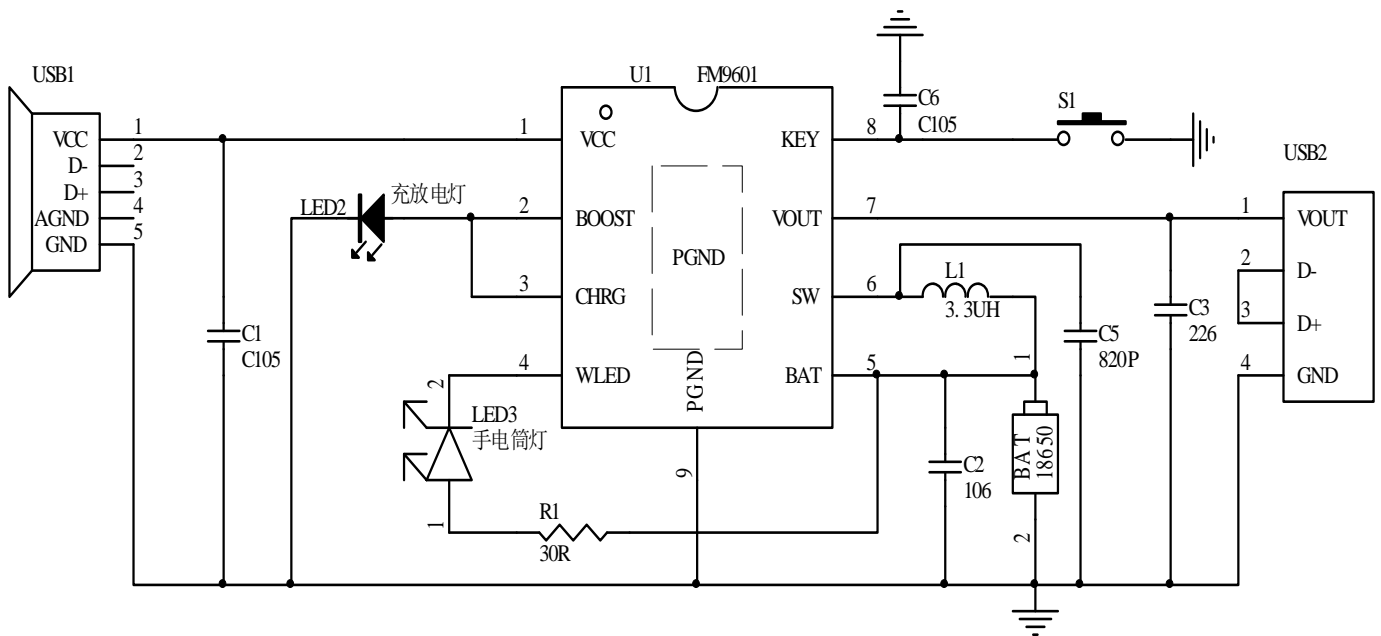 USB1
VCC 1
D- 2
D+ 3
AGND 4
GND 5
C1
C105
LED2
充放电灯
LED3
手电筒灯
2
1
R1
30R
U1 FM9601
1 VCC
2 BOOST
3 CHRG
4 WLED
PGND
PGND
9
KEY 8
VOUT 7
SW 6
BAT 5
C6
C105
S1
L1
3.3UH
C5
820P
C3
226
C2
106
1
BAT
18650
2
USB2
1 VOUT
2 D-
3 D+
4 GND